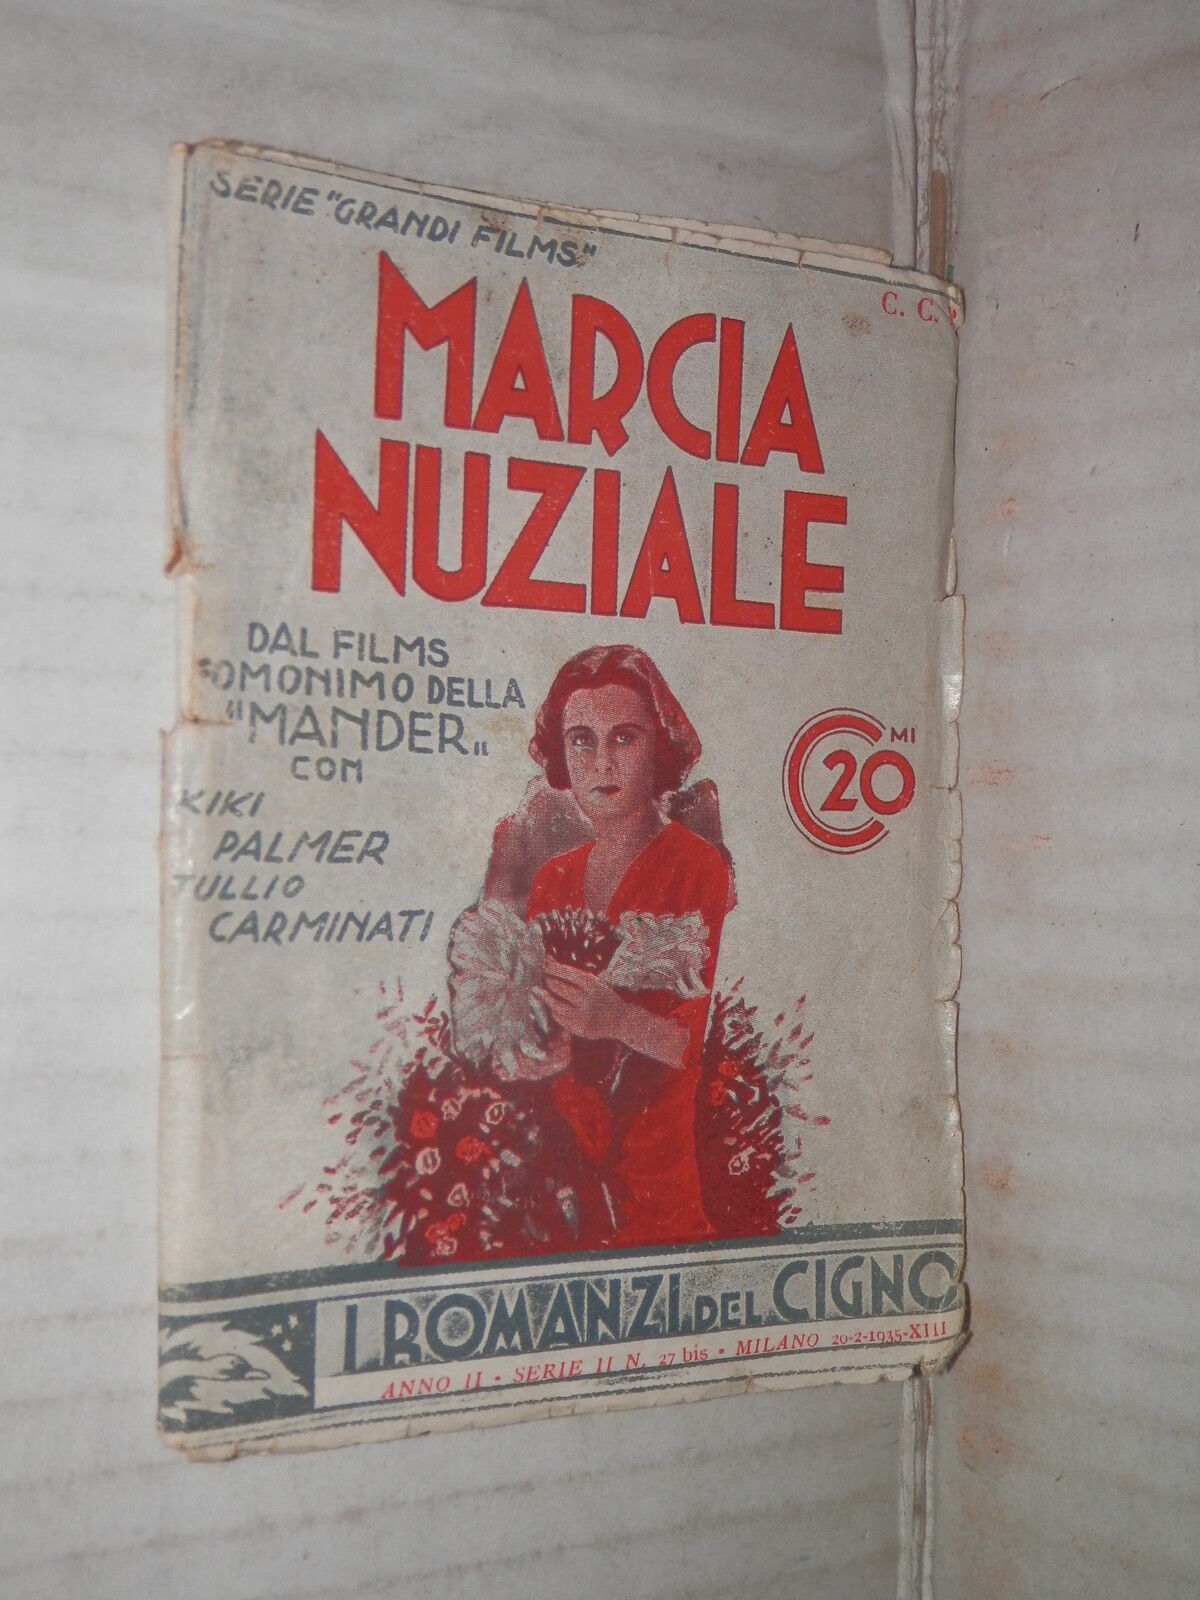 SERIE "GRANDI FILMS"
C. C.
MARCIA
NUZIALE
DAL FILMS
OMONIMO DELLA
"MANDER"
CON
KIKI
PALMER
TULLIO
CARMINATI
C MI 20
I ROMANZI DEL CIGNO
ANNO II - SERIE II N. 27 bis - MILANO 20-2-1935-XIII